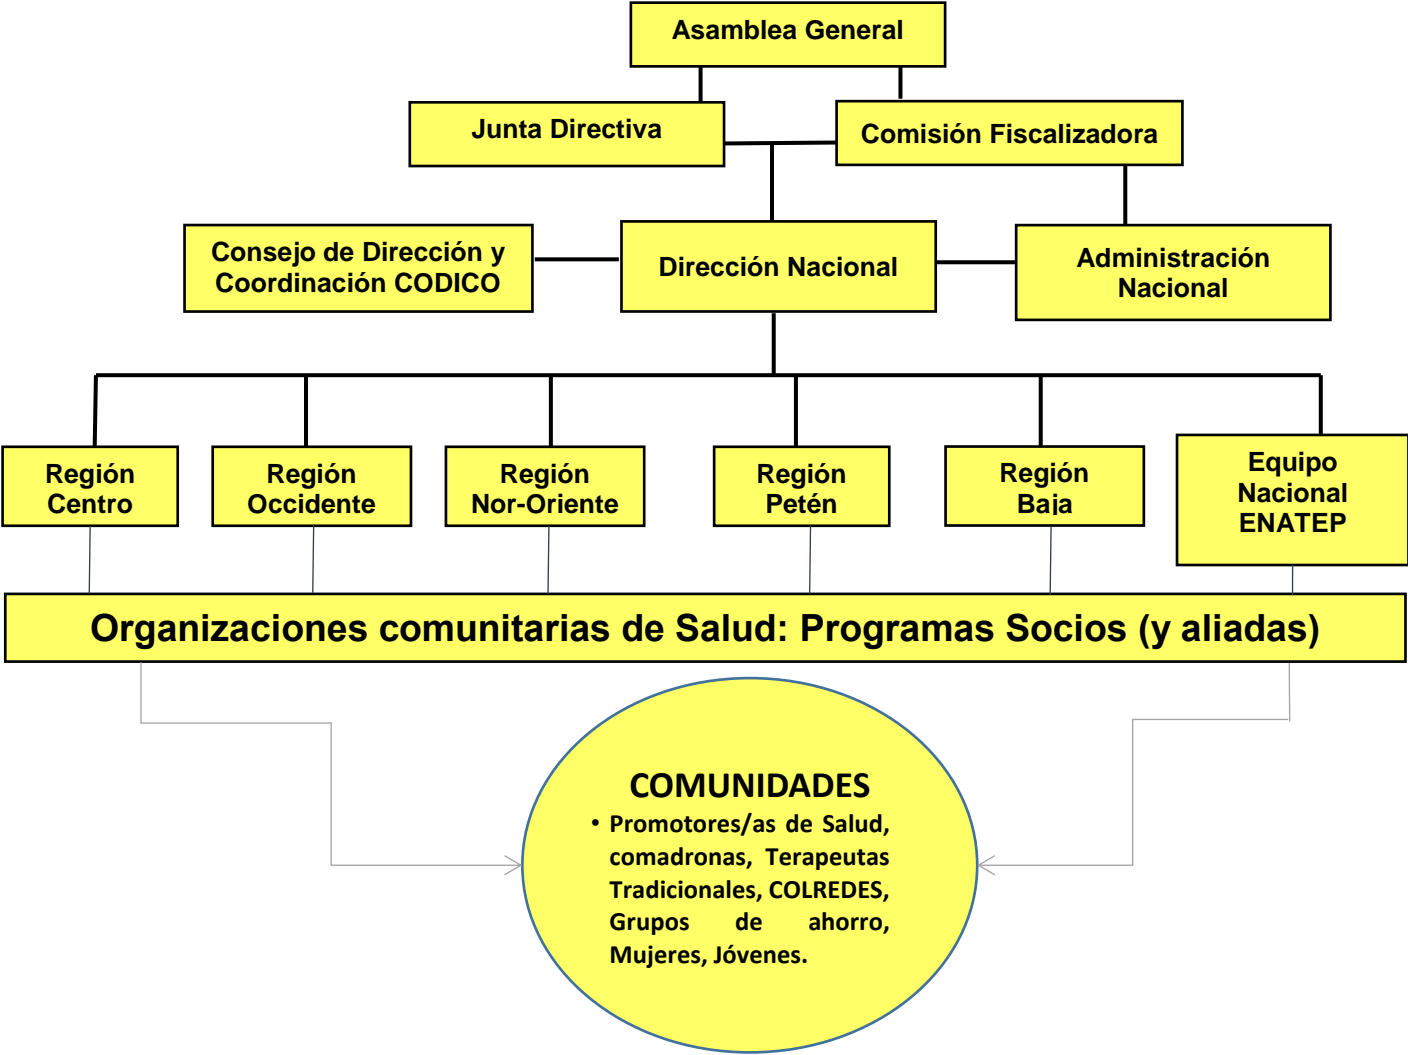 Asamblea General
Junta Directiva
Comisión Fiscalizadora
Consejo de Dirección y
Coordinación CODICO
Dirección Nacional
Administración
Nacional
Región
Centro
Región
Occidente
Región
Nor-Oriente
Región
Petén
Región
Baja
Equipo
Nacional
ENATEP
Organizaciones comunitarias de Salud: Programas Socios (y aliadas)
COMUNIDADES
• Promotores/as de Salud,
comadronas, Terapeutas
Tradicionales, COLREDES,
Grupos de ahorro,
Mujeres, Jóvenes.